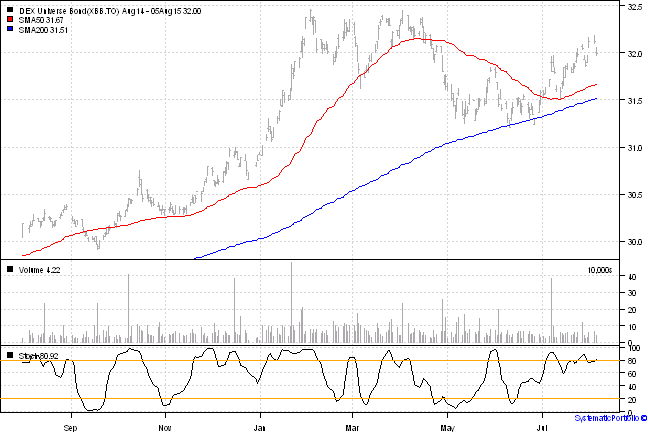 DEX Universe Bond(XBB.TO) Aug14 - 05Aug15 32.00
SMA50 31.67
SMA200 31.51
32.5
32.0
31.5
31.0
30.5
30.0
Volume 4.22
10,000s
40
30
20
10
0
Stoch 80.92
100
80
60
40
20
0
Sep
Nov
Jan
Mar
May
Jul
SystematicPortfolio ©